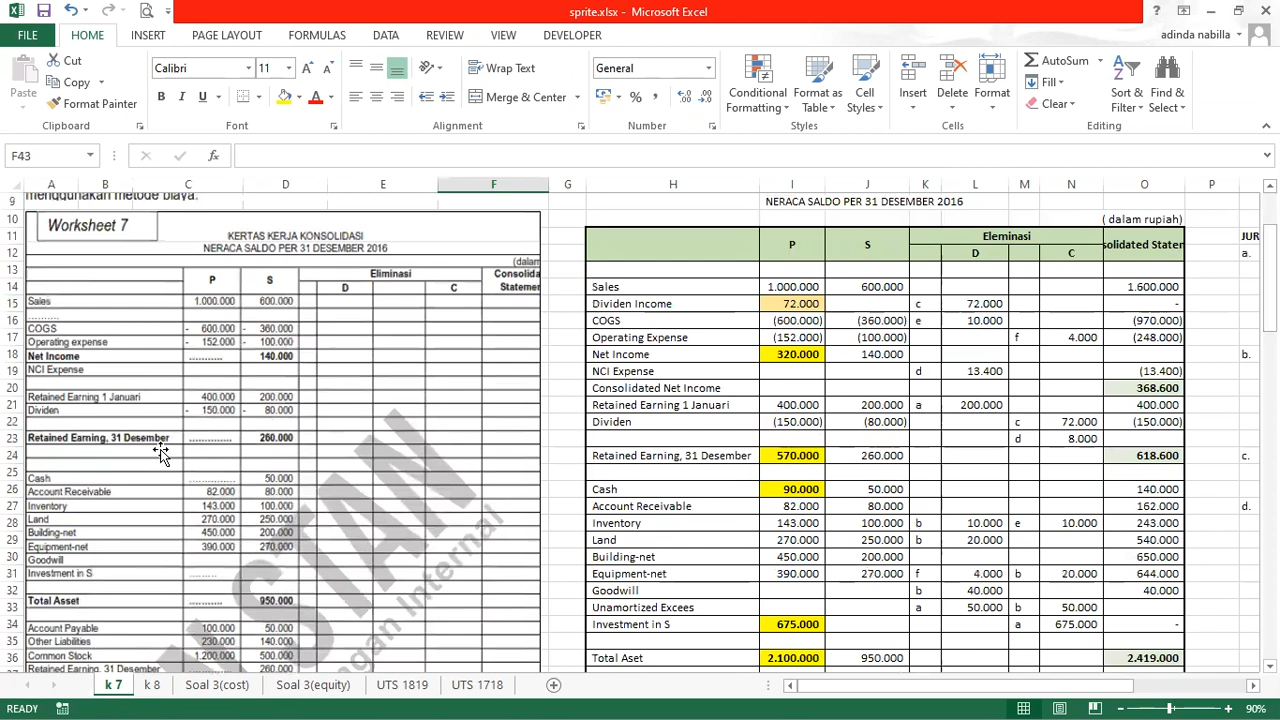 sprite.xlsx - Microsoft Excel
FILE HOME INSERT PAGE LAYOUT FORMULAS DATA REVIEW VIEW DEVELOPER adinda nabilla
Cut Calibri 11 Wrap Text General AutoSum
Paste Copy Conditional Format as Cell Insert Delete Format Fill Sort & Find &
Format Painter Merge & Center Formatting Table Styles Clear Filter Select
Clipboard Font Alignment Number Styles Cells Editing
F43
A B C D E F G H I J K L M N O P
9 menggunakan metode biaya. NERACA SALDO PER 31 DESEMBER 2016
10 Worksheet 7 ( dalam rupiah)
11 KERTAS KERJA KONSOLIDASI P S Eleminasi solidated Staten JUR
12 NERACA SALDO PER 31 DESEMBER 2016 D C a.
(dalam
13 P S Eliminasi Consolida
14 D C Statemen Sales 1.000.000 600.000 1.600.000
15 Sales 1.000.000 600.000 Dividen Income 72.000 c 72.000 -
16 ......... COGS (600.000) (360.000) e 10.000 (970.000)
17 COGS - 600.000 - 360.000 Operating Expense (152.000) (100.000) f 4.000 (248.000)
Operating expense - 152.000 - 100.000
18 Net Income ........... 140.000 Net Income 320.000 140.000 b.
19 NCI Expense NCI Expense d 13.400 (13.400)
20 Consolidated Net Income 368.600
21 Retained Earning 1 Januari 400.000 200.000 Retained Earning 1 Januari 400.000 200.000 a 200.000 400.000
22 Dividen - 150.000 - 80.000 Dividen (150.000) (80.000) c 72.000 (150.000)
23 Retained Earning, 31 Desember ............. 260.000 d 8.000
24 Retained Earning, 31 Desember 570.000 260.000 618.600 c.
25
26 Cash ............. 50.000 Cash 90.000 50.000 140.000
27 Account Receivable 82.000 80.000 Account Receivable 82.000 80.000 162.000 d.
28 Inventory 143.000 100.000 Inventory 143.000 100.000 b 10.000 e 10.000 243.000
29 Land 270.000 250.000 Land 270.000 250.000 b 20.000 540.000
30 Building-net 450.000 200.000 Building-net 450.000 200.000 650.000
31 Equipment-net 390.000 270.000 Equipment-net 390.000 270.000 f 4.000 b 20.000 644.000
32 Goodwill Goodwill b 40.000 40.000
33 Investment in S ......... Unamortized Excees a 50.000 b 50.000
34 Total Asset ........... 950.000 Investment in S 675.000 a 675.000 -
35 Account Payable 100.000 50.000
Other Liabilities 230.000 140.000
36 Common Stock 1.200.000 500.000 Total Aset 2.100.000 950.000 2.419.000
Retained Earning, 31 Desember 260.000
N STAN
gan Internal
k 7 k 8 Soal 3(cost) Soal 3(equity) UTS 1819 UTS 1718
READY 90%